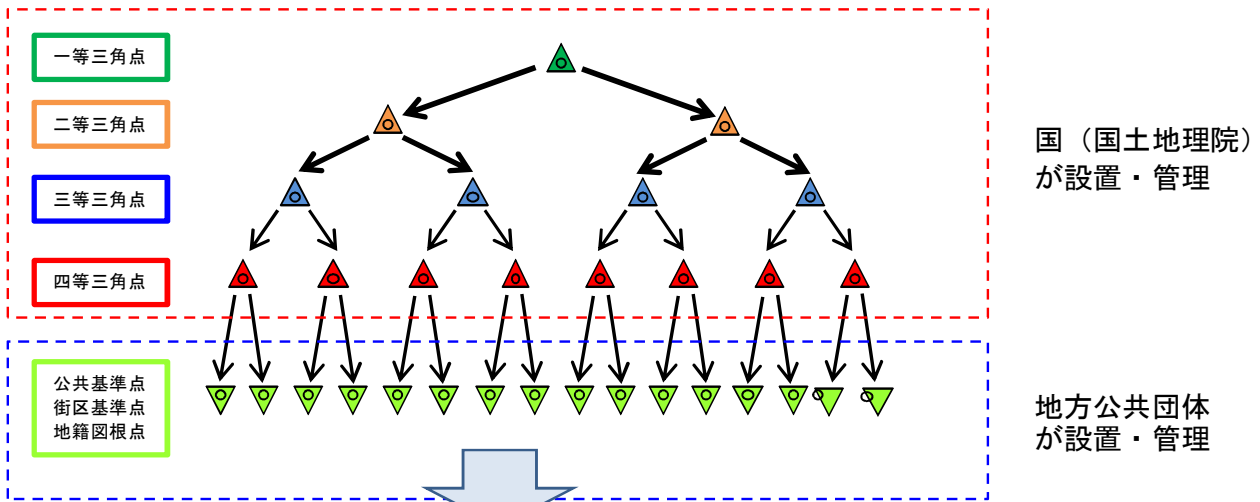 一等三角点
二等三角点
三等三角点
四等三角点
国（国土地理院）
が設置・管理
公共基準点
街区基準点
地籍図根点
地方公共団体
が設置・管理